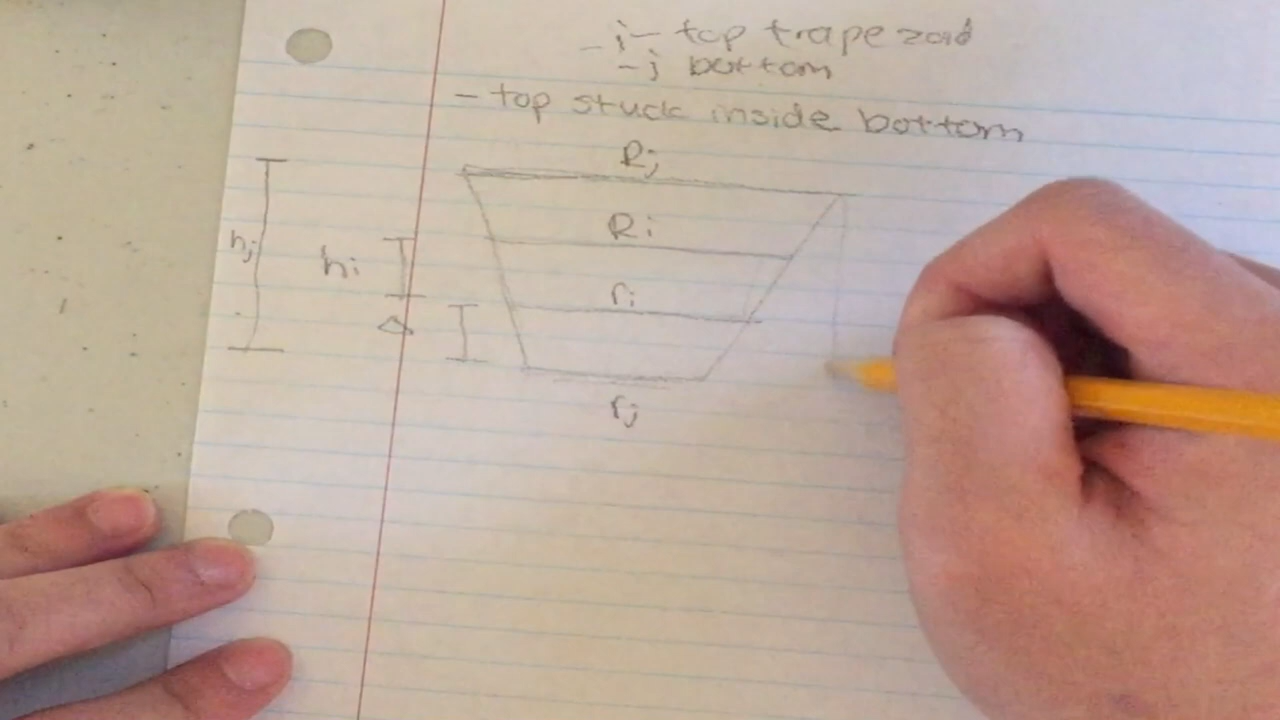 - i- top trapezoid
- j bottom
- top stuck inside bottom
Rj
Ri
hj
hi
ri
Δ
rj